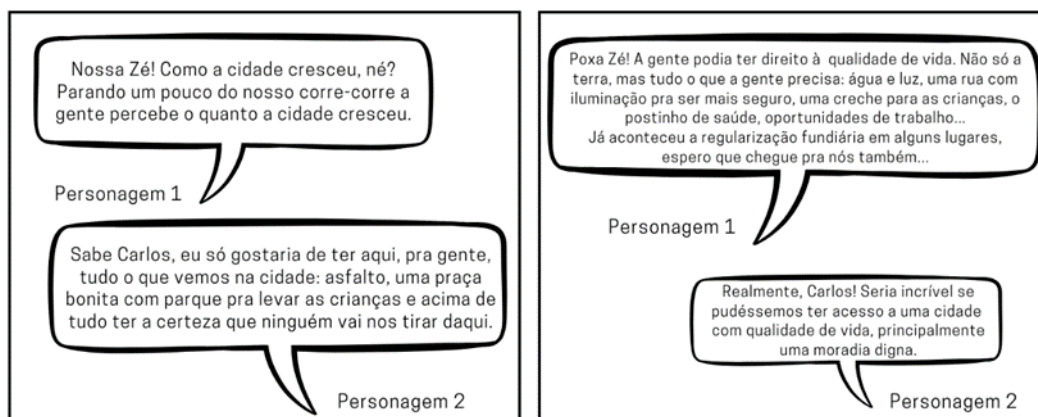 Nossa Zé! Como a cidade cresceu, né?
Parando um pouco do nosso corre-corre a
gente percebe o quanto a cidade cresceu.
Personagem 1
Sabe Carlos, eu só gostaria de ter aqui, pra gente,
tudo o que vemos na cidade: asfalto, uma praça
bonita com parque pra levar as crianças e acima de
tudo ter a certeza que ninguém vai nos tirar daqui.
Personagem 2
Poxa Zé! A gente podia ter direito à qualidade de vida. Não só a
terra, mas tudo o que a gente precisa: água e luz, uma rua com
iluminação pra ser mais seguro, uma creche para as crianças, o
postinho de saúde, oportunidades de trabalho...
Já aconteceu a regularização fundiária em alguns lugares,
espero que chegue pra nós também...
Personagem 1
Realmente, Carlos! Seria incrível se
pudéssemos ter acesso a uma cidade
com qualidade de vida, principalmente
uma moradia digna.
Personagem 2